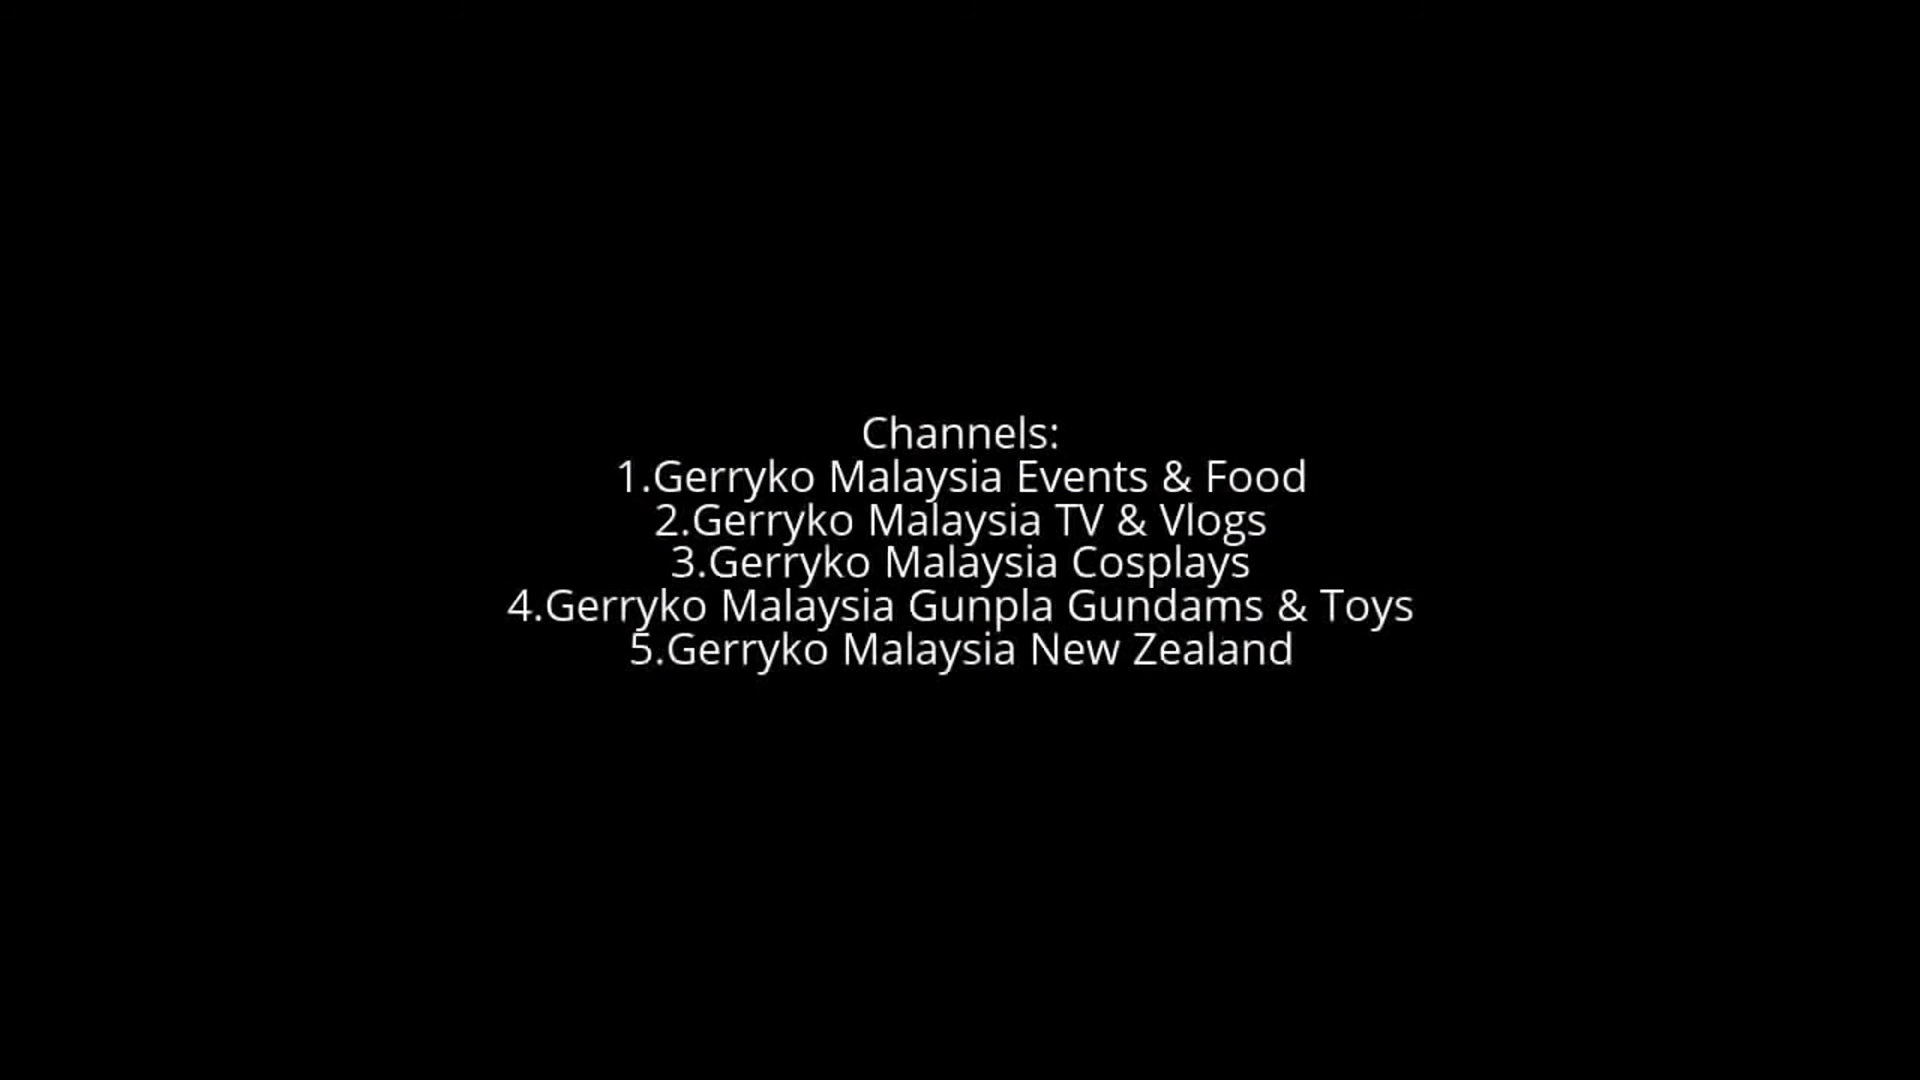 Channels:
1.Gerryko Malaysia Events & Food
2.Gerryko Malaysia TV & Vlogs
3.Gerryko Malaysia Cosplays
4.Gerryko Malaysia Gunpla Gundams & Toys
5.Gerryko Malaysia New Zealand